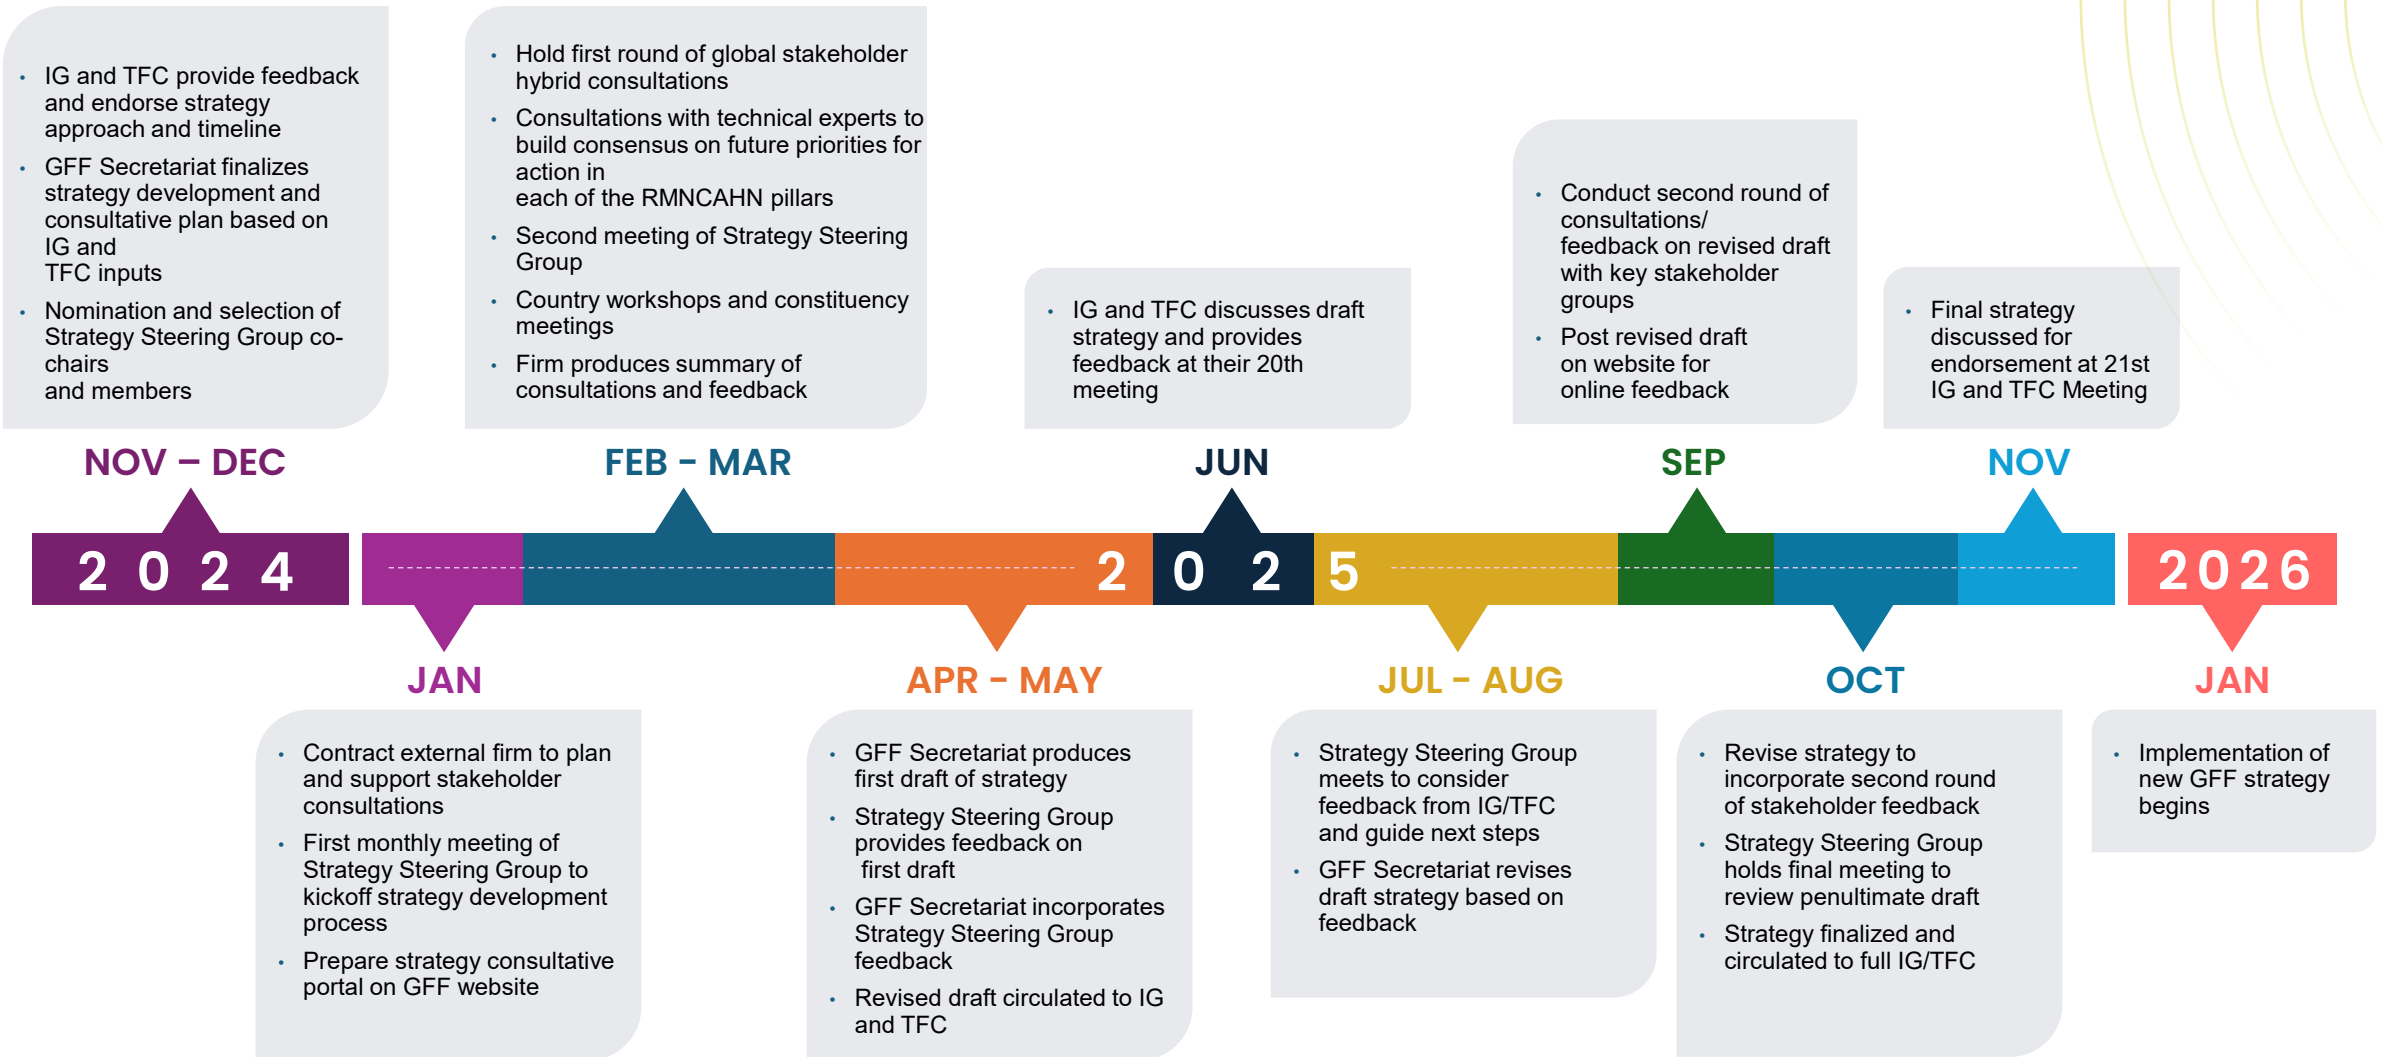 • IG and TFC provide feedback
and endorse strategy
approach and timeline
• GFF Secretariat finalizes
strategy development and
consultative plan based on
IG and
TFC inputs
• Nomination and selection of
Strategy Steering Group co-
chairs
and members
NOV – DEC
• Hold first round of global stakeholder
hybrid consultations
• Consultations with technical experts to
build consensus on future priorities for
action in
each of the RMNCAHN pillars
• Second meeting of Strategy Steering
Group
• Country workshops and constituency
meetings
• Firm produces summary of
consultations and feedback
FEB - MAR
• IG and TFC discusses draft
strategy and provides
feedback at their 20th
meeting
JUN
• Conduct second round of
consultations/
feedback on revised draft
with key stakeholder
groups
• Post revised draft
on website for
online feedback
SEP
• Final strategy
discussed for
endorsement at 21st
IG and TFC Meeting
NOV
2024
2025
2026
JAN
• Contract external firm to plan
and support stakeholder
consultations
• First monthly meeting of
Strategy Steering Group to
kickoff strategy development
process
• Prepare strategy consultative
portal on GFF website
APR - MAY
• GFF Secretariat produces
first draft of strategy
• Strategy Steering Group
provides feedback on
first draft
• GFF Secretariat incorporates
Strategy Steering Group
feedback
• Revised draft circulated to IG
and TFC
JUL - AUG
• Strategy Steering Group
meets to consider
feedback from IG/TFC
and guide next steps
• GFF Secretariat revises
draft strategy based on
feedback
OCT
• Revise strategy to
incorporate second round
of stakeholder feedback
• Strategy Steering Group
holds final meeting to
review penultimate draft
• Strategy finalized and
circulated to full IG/TFC
JAN
• Implementation of
new GFF strategy
begins